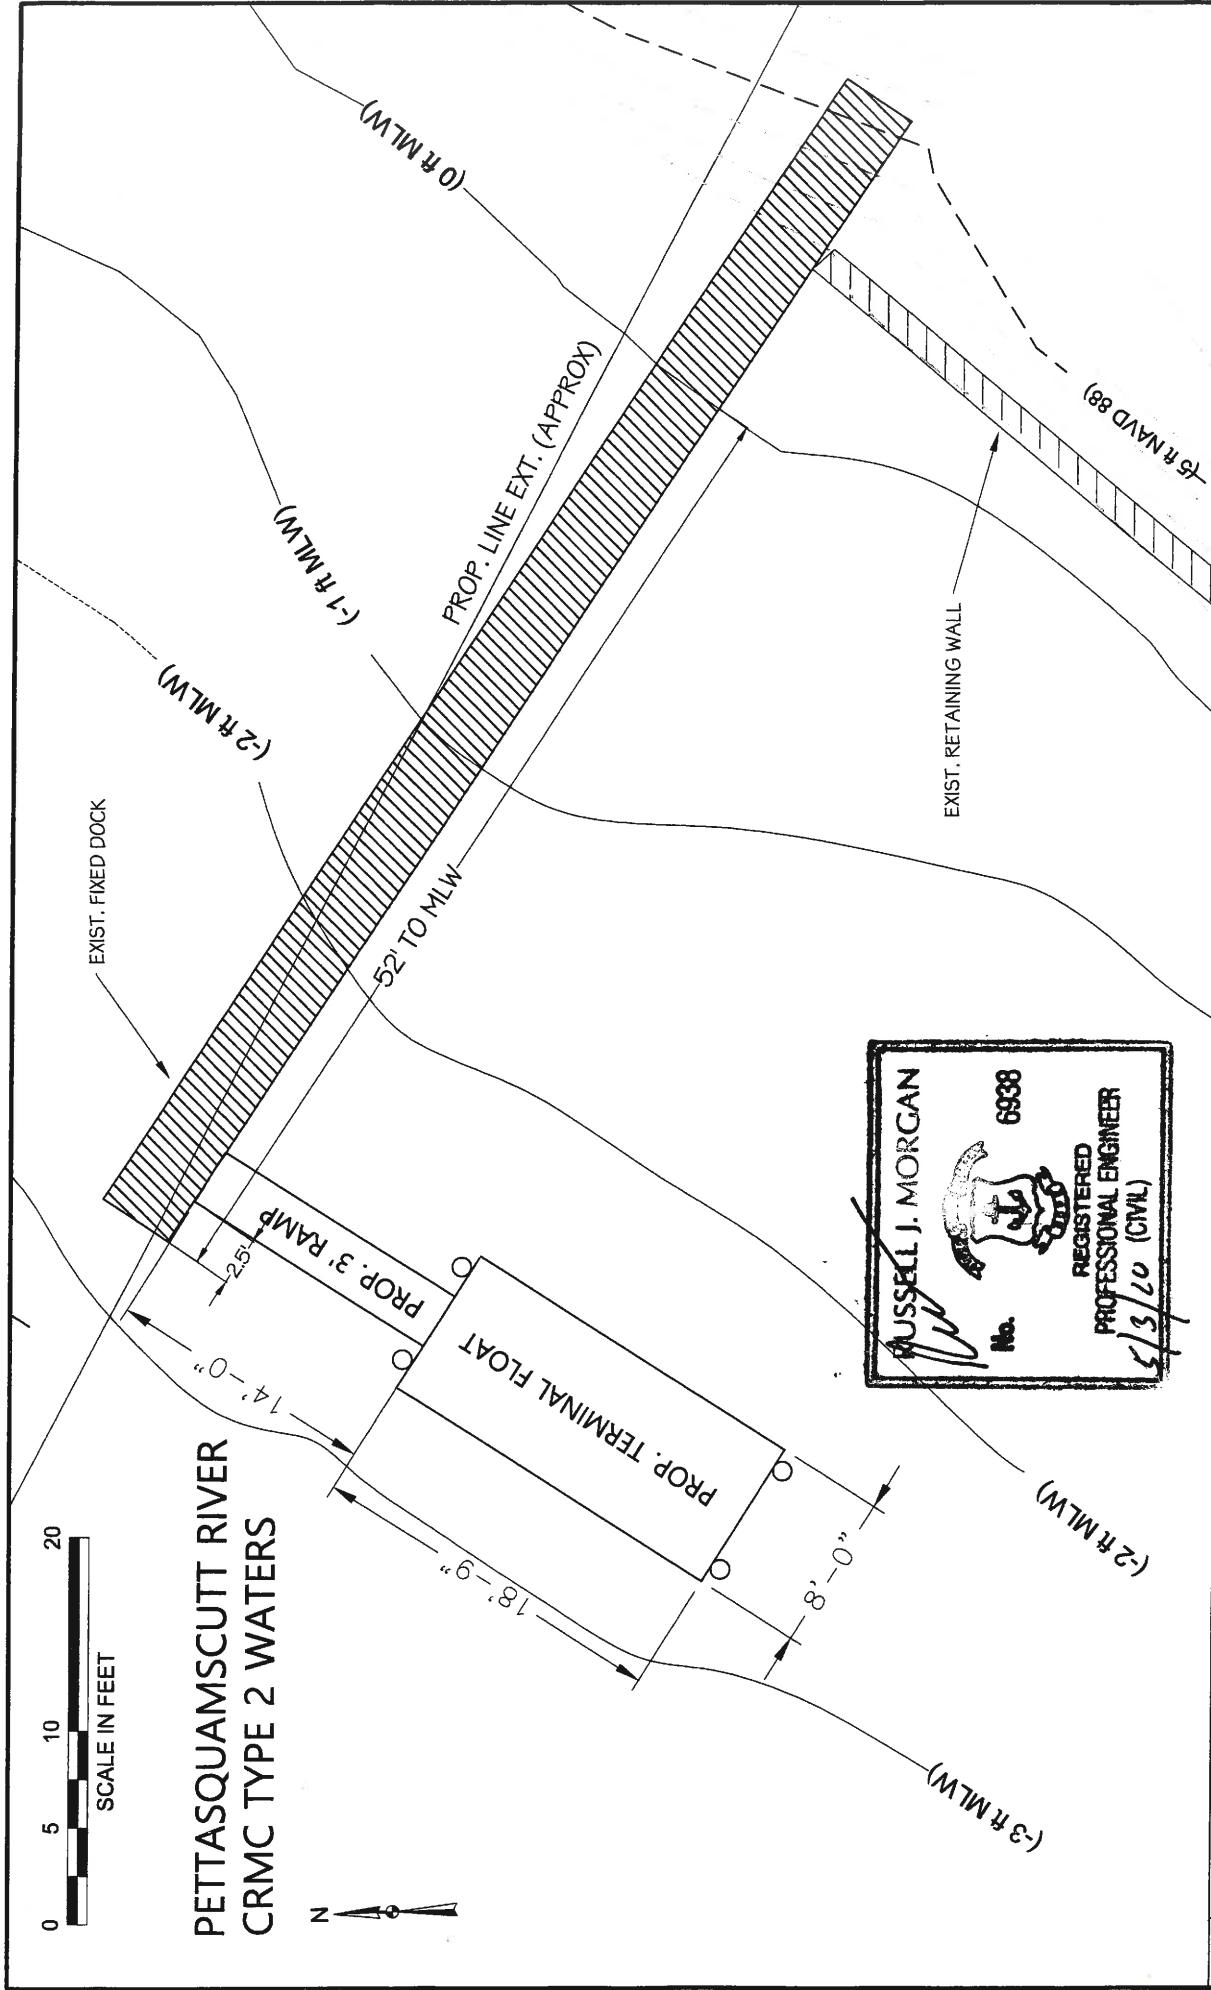 0 5 10 20
SCALE IN FEET
PETTASQUAMSCUTT RIVER
CRMC TYPE 2 WATERS
N
EXIST. FIXED DOCK
(-2 ft MLW)
(-1 ft MLW)
(0 ft MLW)
PROP. LINE EXT. (APPROX)
52' TO MLW
2.5'
PROP. 3' RAMP
14'-0"
PROP. TERMINAL FLOAT
18'-9"
8'-0"
(-3 ft MLW)
(-2 ft MLW)
EXIST. RETAINING WALL
(5 ft NAVD 88)
RUSSELL J. MORGAN
No. 6938
REGISTERED
PROFESSIONAL ENGINEER
(CIVIL)
5/3/20